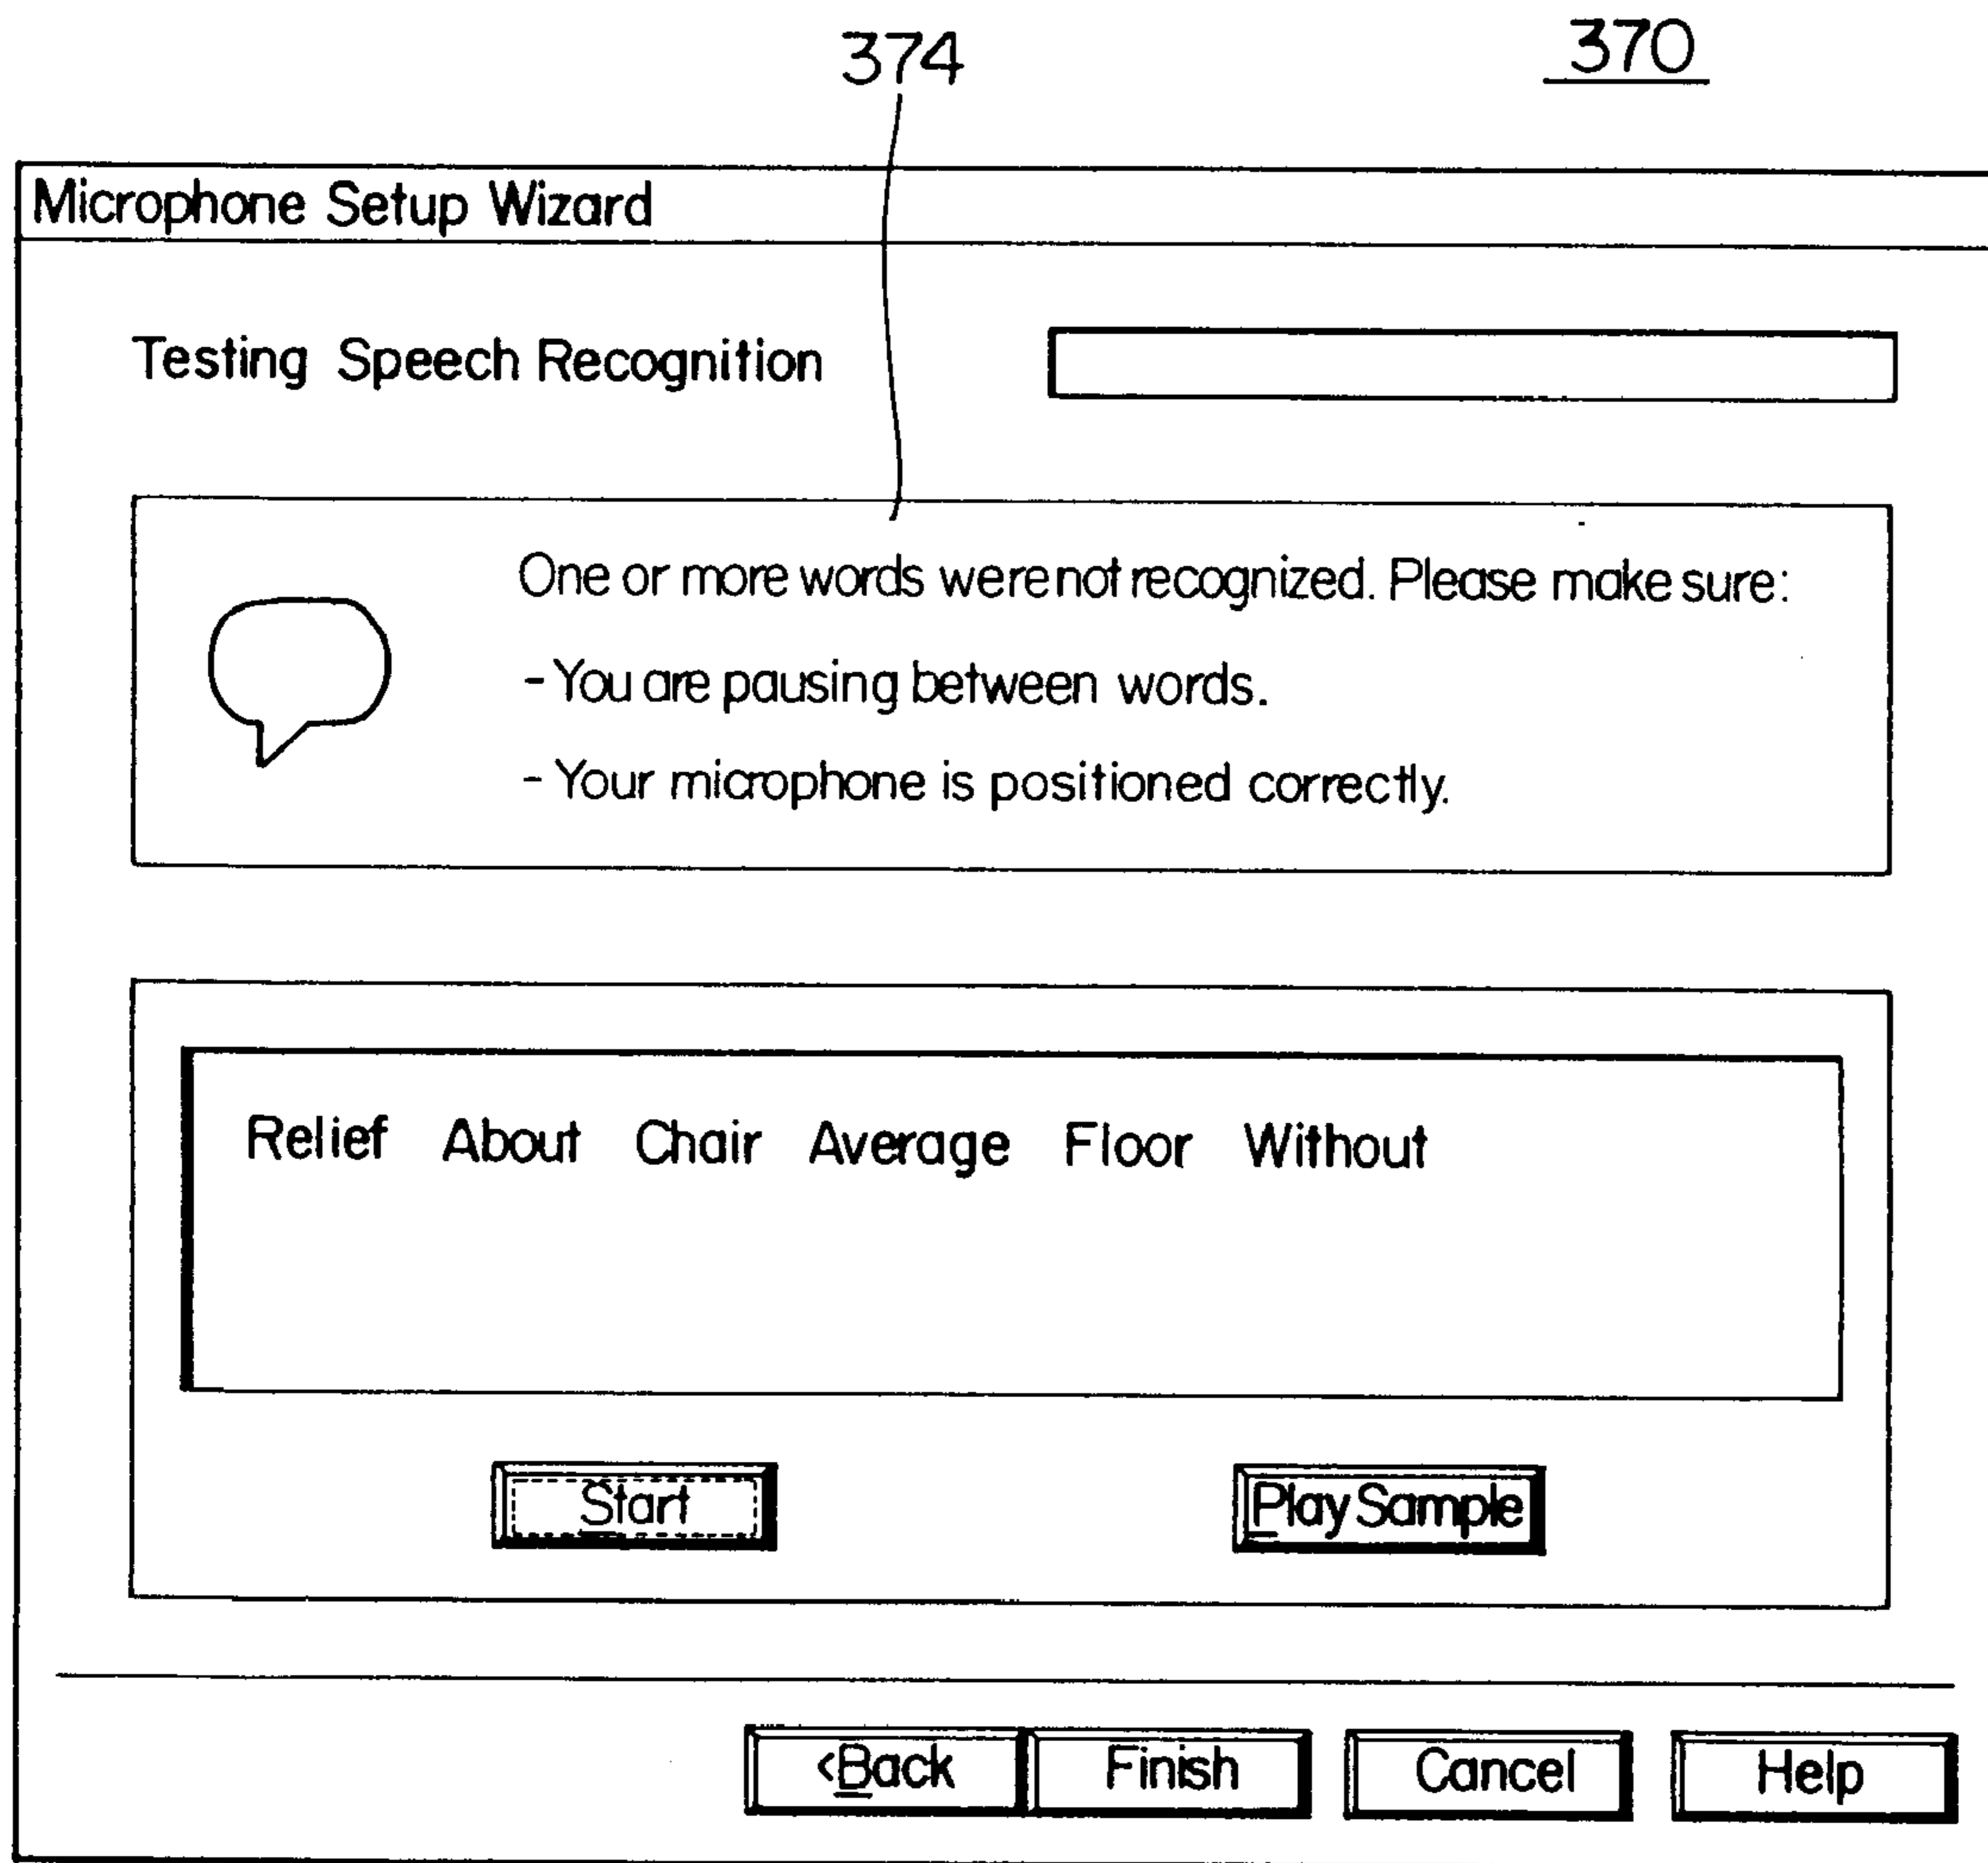 374 370
Microphone Setup Wizard
Testing Speech Recognition
One or more words were not recognized. Please make sure:
- You are pausing between words.
- Your microphone is positioned correctly.
Relief About Chair Average Floor Without
Start Play Sample
<Back Finish Cancel Help